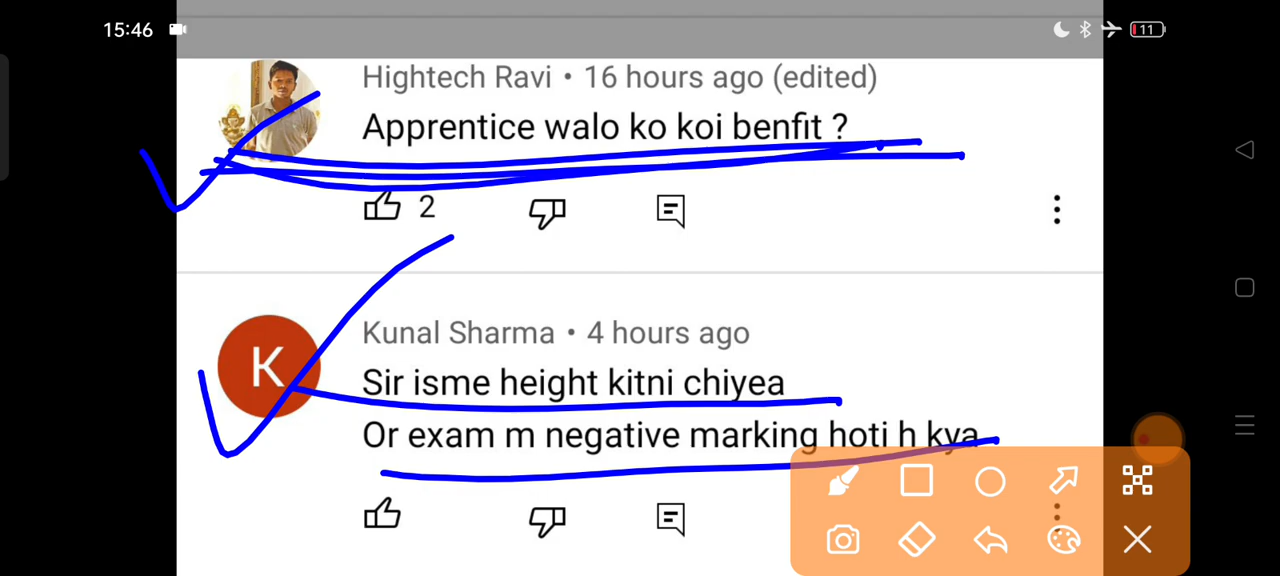 15:46
11
Hightech Ravi • 16 hours ago (edited)
Apprentice walo ko koi benfit ?
2
K
Kunal Sharma • 4 hours ago
Sir isme height kitni chiyea
Or exam m negative marking hoti h kya